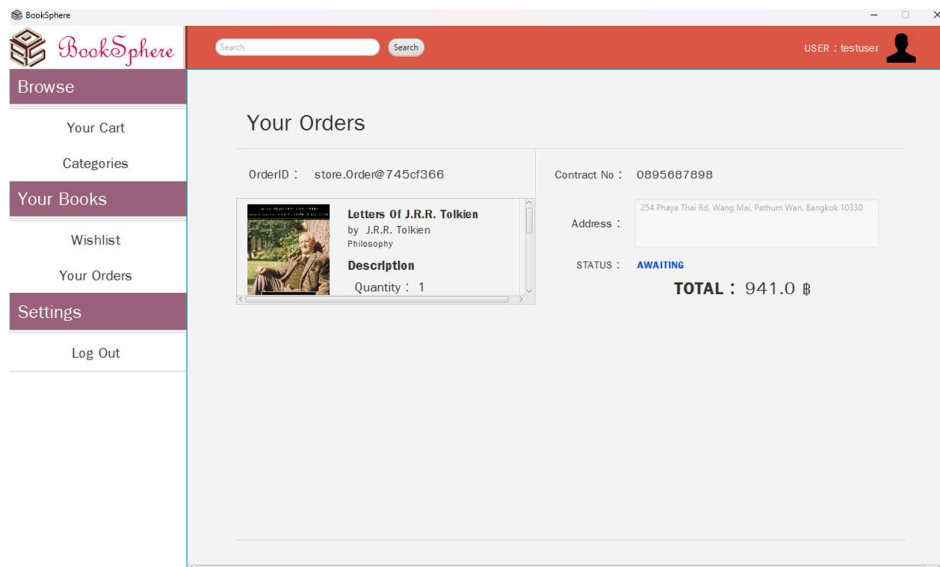 BookSphere
BookSphere
Search
Search
USER : testuser
Browse
Your Cart
Categories
Your Books
Wishlist
Your Orders
Settings
Log Out
Your Orders
OrderID : store.Order@745cf366
Letters Of J.R.R. Tolkien
by J.R.R. Tolkien
Philosophy
Description
Quantity : 1
Contract No : 0895687898
Address : 254 Phaya Thai Rd, Wang Mai, Pathum Wan, Bangkok 10330
STATUS : AWAITING
TOTAL : 941.0 ฿